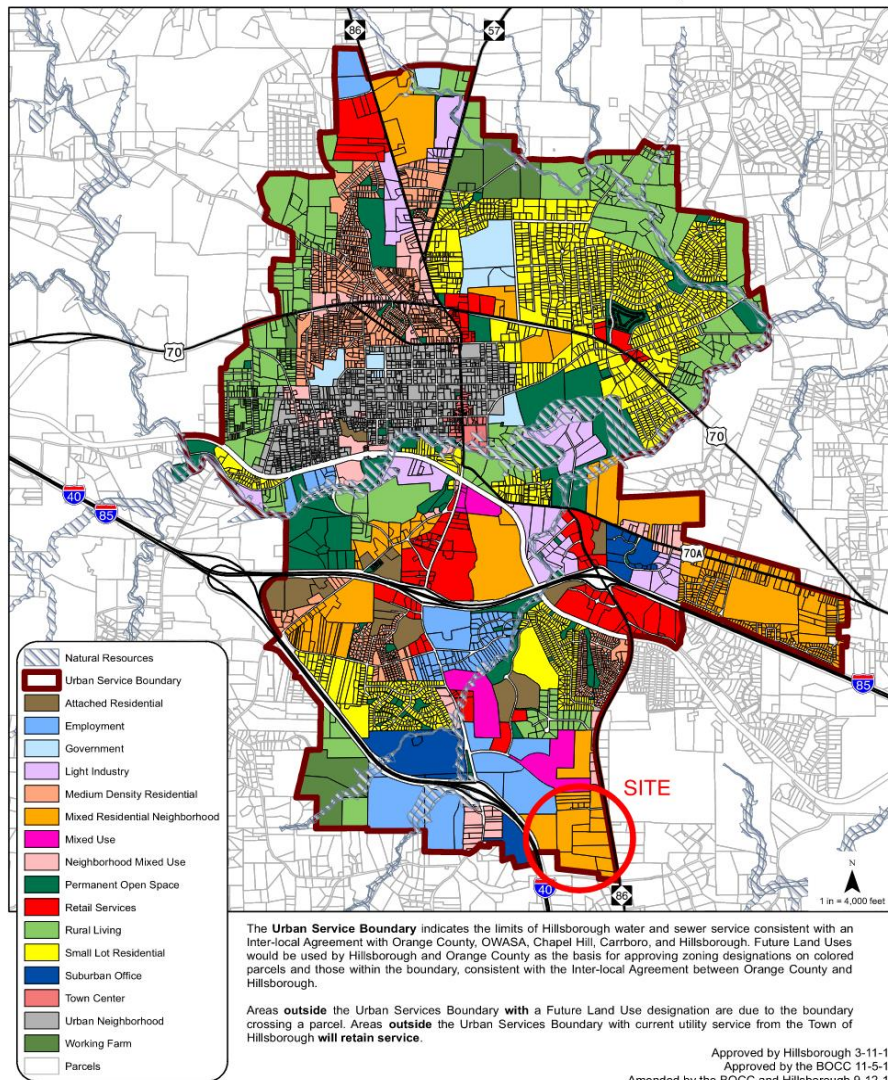 86
57
70
70
40
85
70A
85
SITE
40
86
N
1 in = 4,000 feet
Natural Resources
Urban Service Boundary
Attached Residential
Employment
Government
Light Industry
Medium Density Residential
Mixed Residential Neighborhood
Mixed Use
Neighborhood Mixed Use
Permanent Open Space
Retail Services
Rural Living
Small Lot Residential
Suburban Office
Town Center
Urban Neighborhood
Working Farm
Parcels
The Urban Service Boundary indicates the limits of Hillsborough water and sewer service consistent with an
Inter-local Agreement with Orange County, OWASA, Chapel Hill, Carrboro, and Hillsborough. Future Land Uses
would be used by Hillsborough and Orange County as the basis for approving zoning designations on colored
parcels and those within the boundary, consistent with the Inter-local Agreement between Orange County and
Hillsborough.
Areas outside the Urban Services Boundary with a Future Land Use designation are due to the boundary
crossing a parcel. Areas outside the Urban Services Boundary with current utility service from the Town of
Hillsborough will retain service.
Approved by Hillsborough 3-11-1
Approved by the BOCC 11-5-1
Amended by the BOCC and Hillsborough 9-12-1